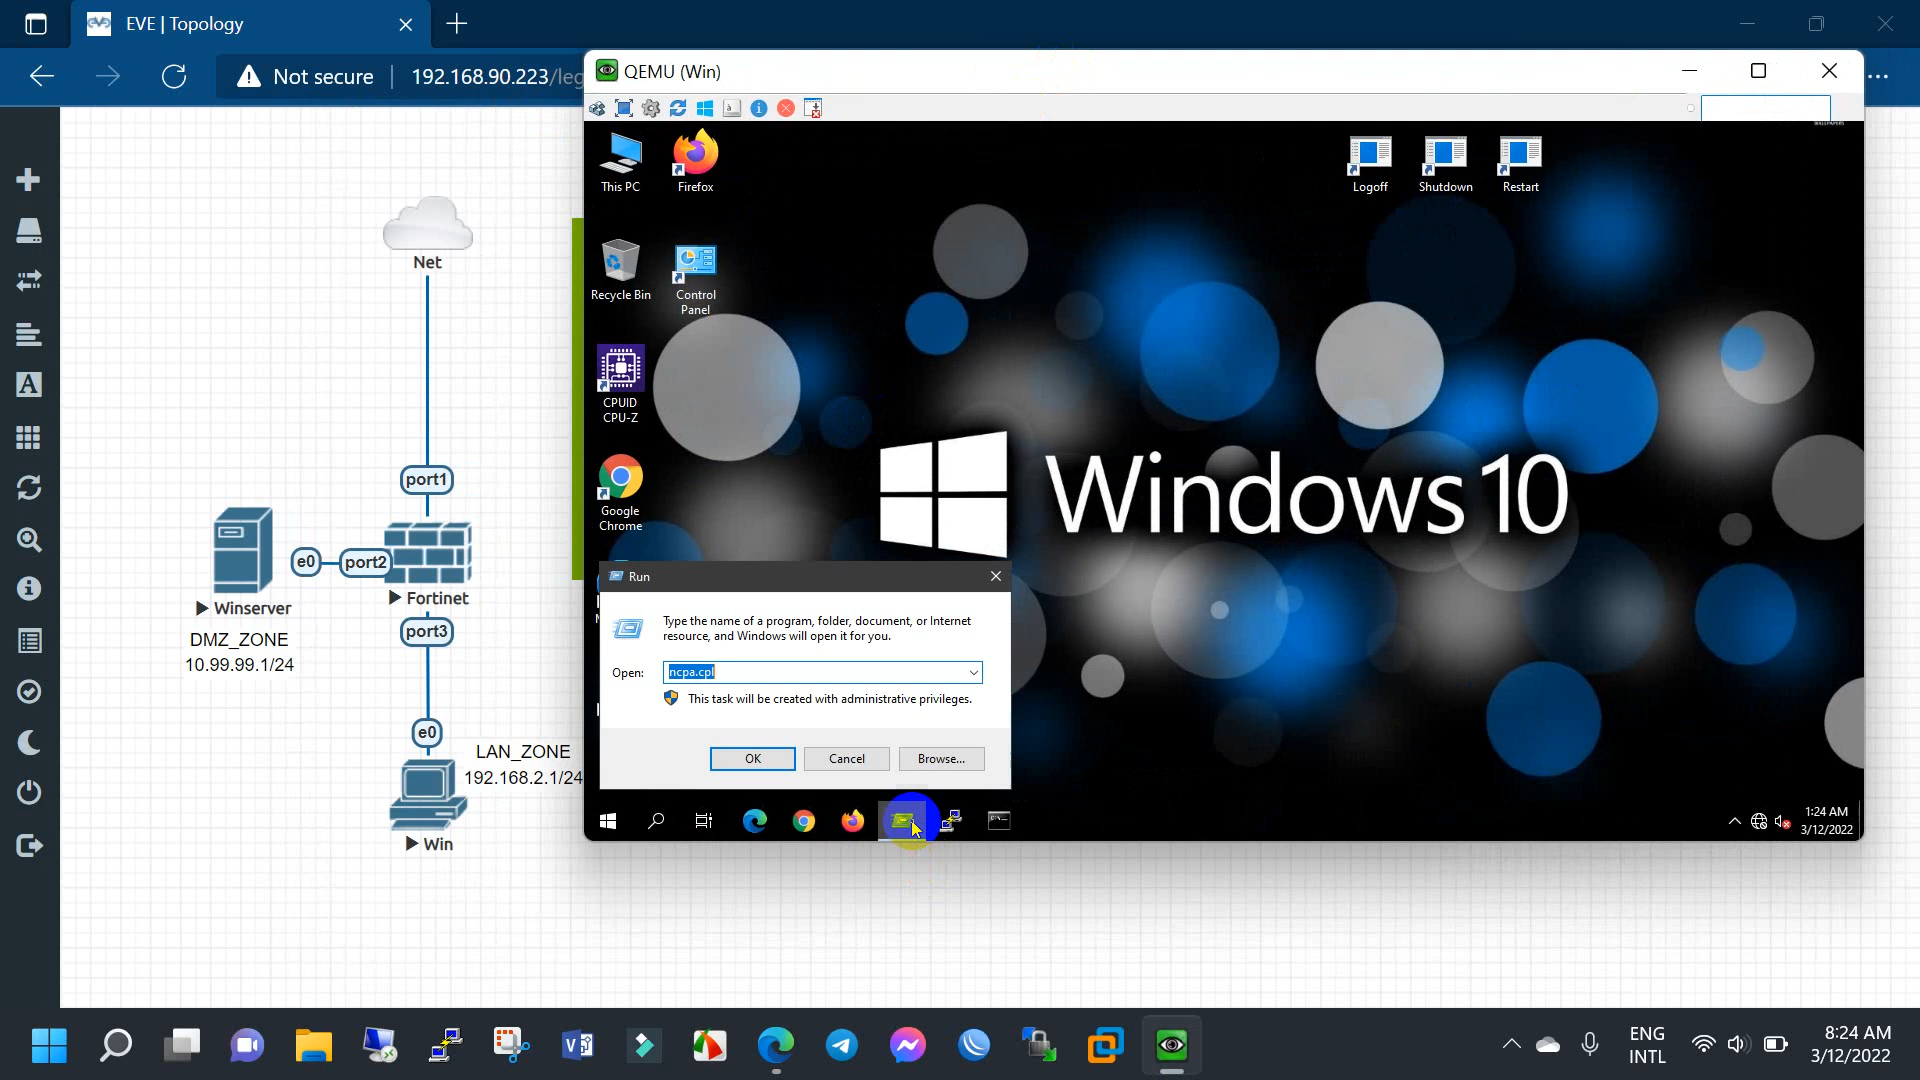 EVE | Topology
Not secure
192.168.90.223/leg
QEMU (Win)
This PC
Firefox
Logoff
Shutdown
Restart
Recycle Bin
Control
Panel
CPUID
CPU-Z
Google
Chrome
Windows 10
Net
port1
e0
port2
Winserver
Fortinet
DMZ_ZONE
10.99.99.1/24
port3
e0
LAN_ZONE
192.168.2.1/24
Win
Run
Type the name of a program, folder, document, or Internet
resource, and Windows will open it for you.
Open:
ncpa.cpl
This task will be created with administrative privileges.
OK
Cancel
Browse...
1:24 AM
3/12/2022
ENG
INTL
8:24 AM
3/12/2022